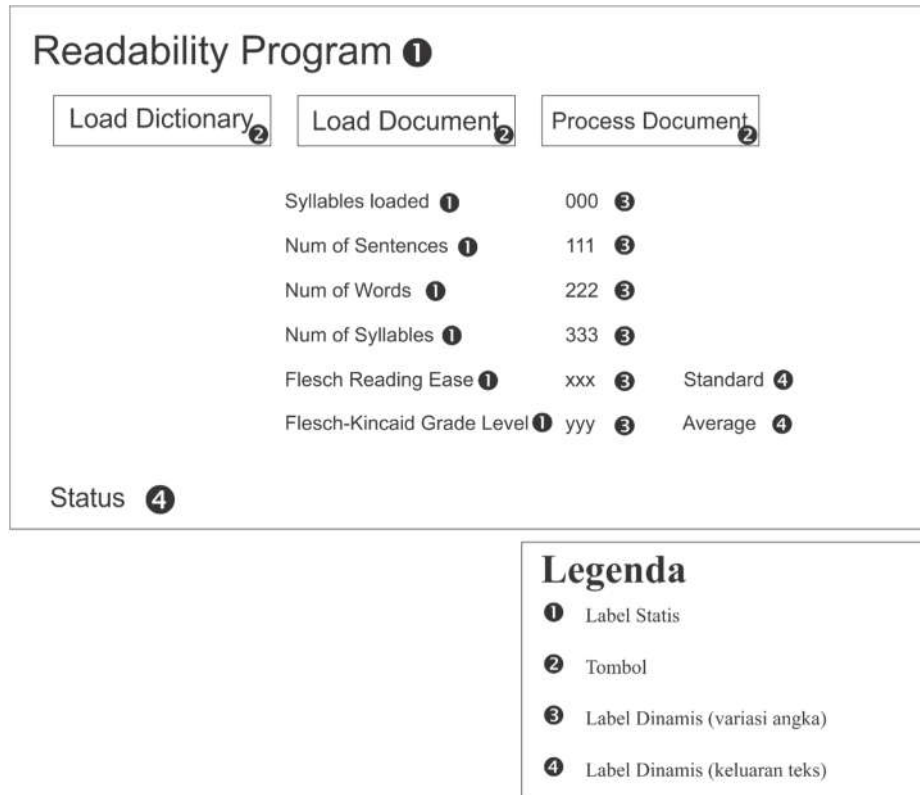 Readability Program ❶
Load Dictionary ❷ Load Document ❷ Process Document ❷
Syllables loaded ❶ 000 ❸
Num of Sentences ❶ 111 ❸
Num of Words ❶ 222 ❸
Num of Syllables ❶ 333 ❸
Flesch Reading Ease ❶ xxx ❸ Standard ❹
Flesch-Kincaid Grade Level ❶ yyy ❸ Average ❹
Status ❹
Legenda
❶ Label Statis
❷ Tombol
❸ Label Dinamis (variasi angka)
❹ Label Dinamis (keluaran teks)